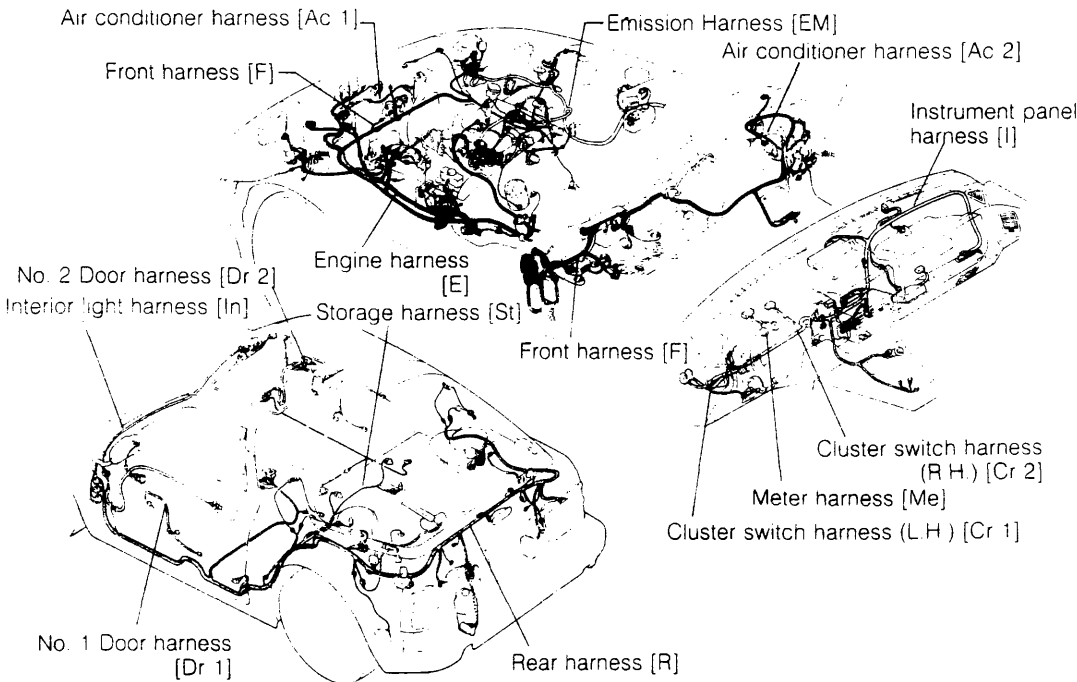 Air conditioner harness [Ac 1]
Emission Harness [EM]
Air conditioner harness [Ac 2]
Front harness [F]
Instrument panel
harness [I]
Engine harness
[E]
No. 2 Door harness [Dr 2]
Interior light harness [In]
Storage harness [St]
Front harness [F]
Cluster switch harness
(R.H.) [Cr 2]
Meter harness [Me]
Cluster switch harness (L.H.) [Cr 1]
No. 1 Door harness
[Dr 1]
Rear harness [R]